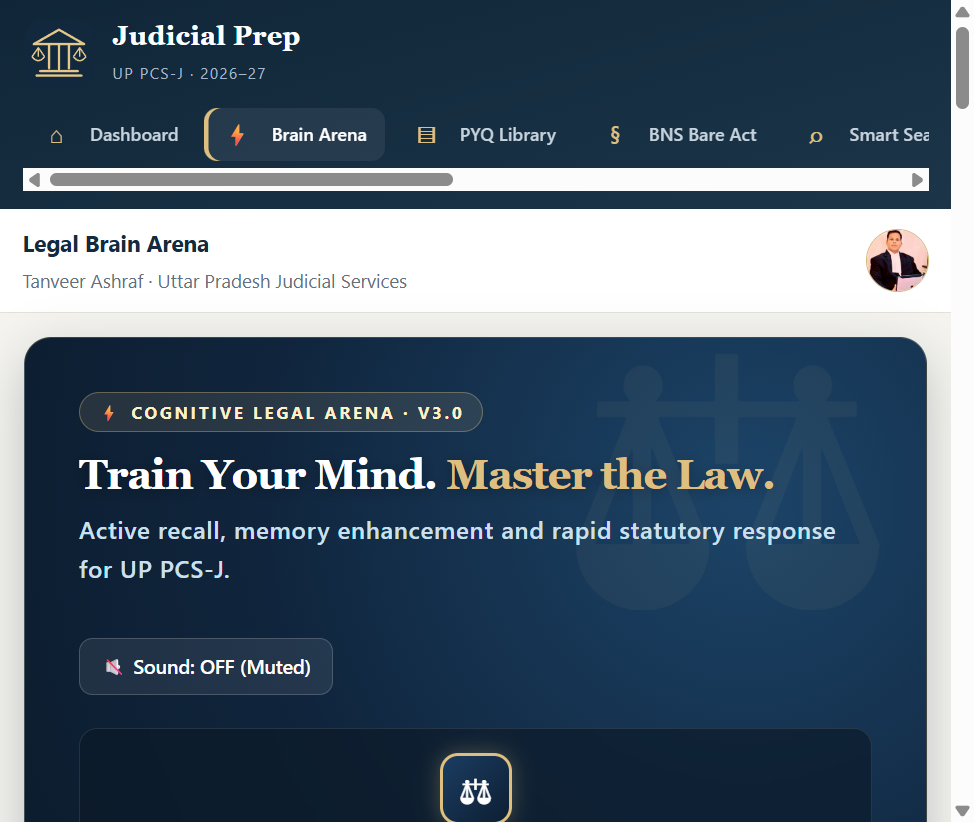 Judicial Prep
UP PCS-J · 2026–27
Dashboard
Brain Arena
PYQ Library
§ BNS Bare Act
Smart Sea
Legal Brain Arena
Tanveer Ashraf · Uttar Pradesh Judicial Services
COGNITIVE LEGAL ARENA · V3.0
Train Your Mind. Master the Law.
Active recall, memory enhancement and rapid statutory response
for UP PCS-J.
Sound: OFF (Muted)